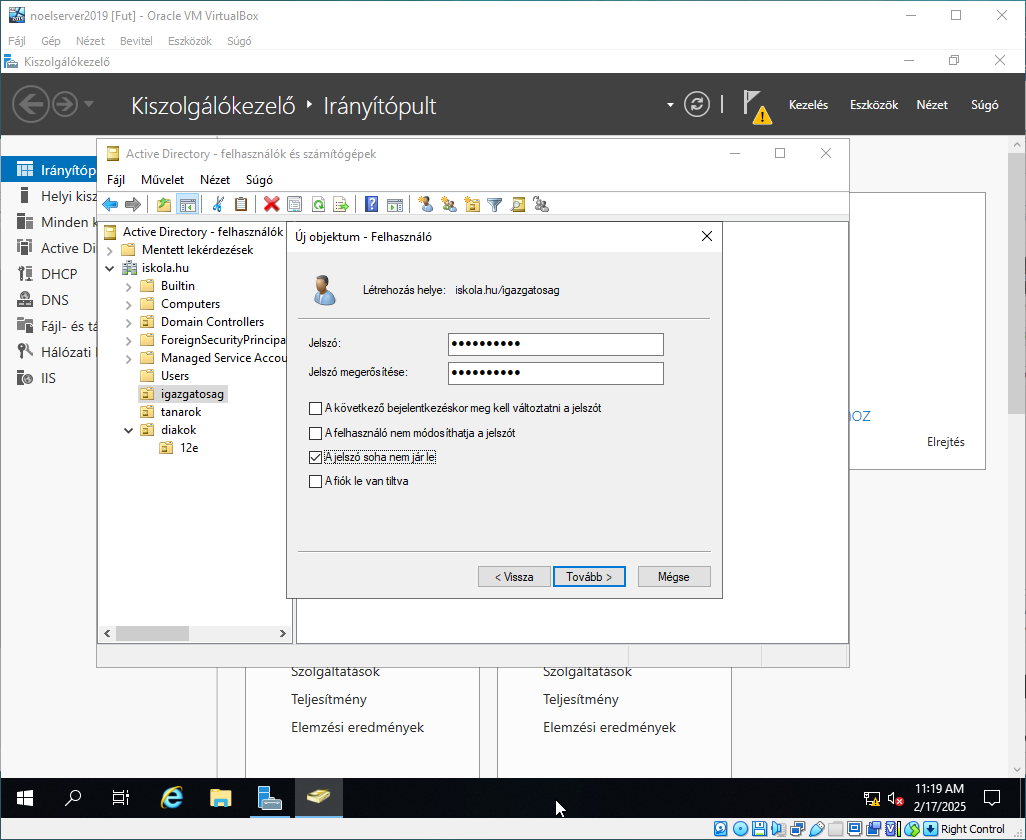 noelserver2019 [Fut] - Oracle VM VirtualBox
Fájl Gép Nézet Bevitel Eszközök Súgó
Kiszolgálókezelő
Kiszolgálókezelő Irányítópult
Kezelés Eszközök Nézet Súgó
Active Directory - felhasználók és számítógépek
Fájl Művelet Nézet Súgó
Irányítóp
Helyi kisz
Minden k
Active Di
DHCP
DNS
Fájl- és tá
Hálózati
IIS
Active Directory - felhasználók
Mentett lekérdezések
iskola.hu
Builtin
Computers
Domain Controllers
ForeignSecurityPrincipa
Managed Service Accou
Users
igazgatosag
tanarok
diakok
12e
Új objektum - Felhasználó
Létrehozás helye: iskola.hu/igazgatosag
Jelszó: ••••••••••
Jelszó megerősítése: ••••••••••
A következő bejelentkezéskor meg kell változtatni a jelszót
A felhasználó nem módosíthatja a jelszót
A jelszó soha nem jár le
A fiók le van tiltva
< Vissza Tovább > Mégse
HOZ
Elrejtés
Szolgáltatások
Teljesítmény
Elemzési eredmények
Szolgáltatások
Teljesítmény
Elemzési eredmények
11:19 AM
2/17/2025
Right Control